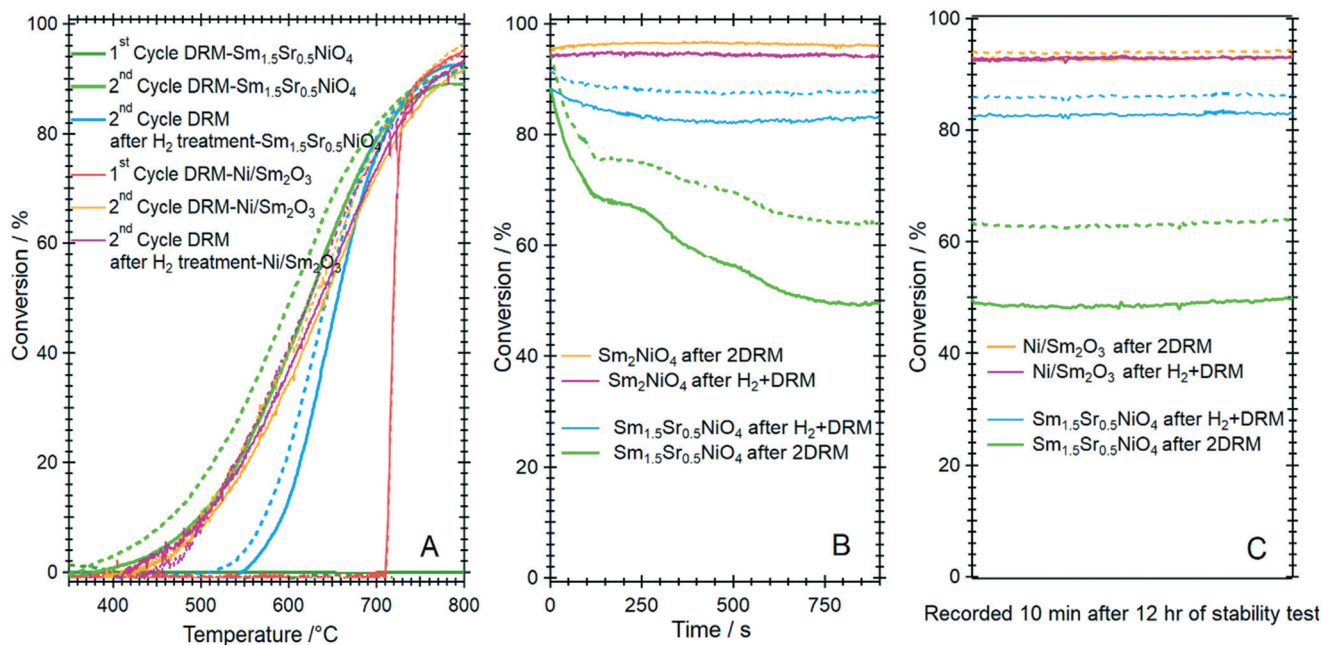 100
80
60
40
20
0
Conversion / %
1st Cycle DRM-Sm1.5Sr0.5NiO4
2nd Cycle DRM-Sm1.5Sr0.5NiO4
2nd Cycle DRM
after H2 treatment-Sm1.5Sr0.5NiO4
1st Cycle DRM-Ni/Sm2O3
2nd Cycle DRM-Ni/Sm2O3
2nd Cycle DRM
after H2 treatment-Ni/Sm2O3
A
400 500 600 700 800
Temperature /°C
100
80
60
40
20
0
Conversion / %
Sm2NiO4 after 2DRM
Sm2NiO4 after H2+DRM
Sm1.5Sr0.5NiO4 after H2+DRM
Sm1.5Sr0.5NiO4 after 2DRM
B
0 250 500 750
Time / s
100
80
60
40
20
0
Conversion / %
Ni/Sm2O3 after 2DRM
Ni/Sm2O3 after H2+DRM
Sm1.5Sr0.5NiO4 after H2+DRM
Sm1.5Sr0.5NiO4 after 2DRM
C
Recorded 10 min after 12 hr of stability test